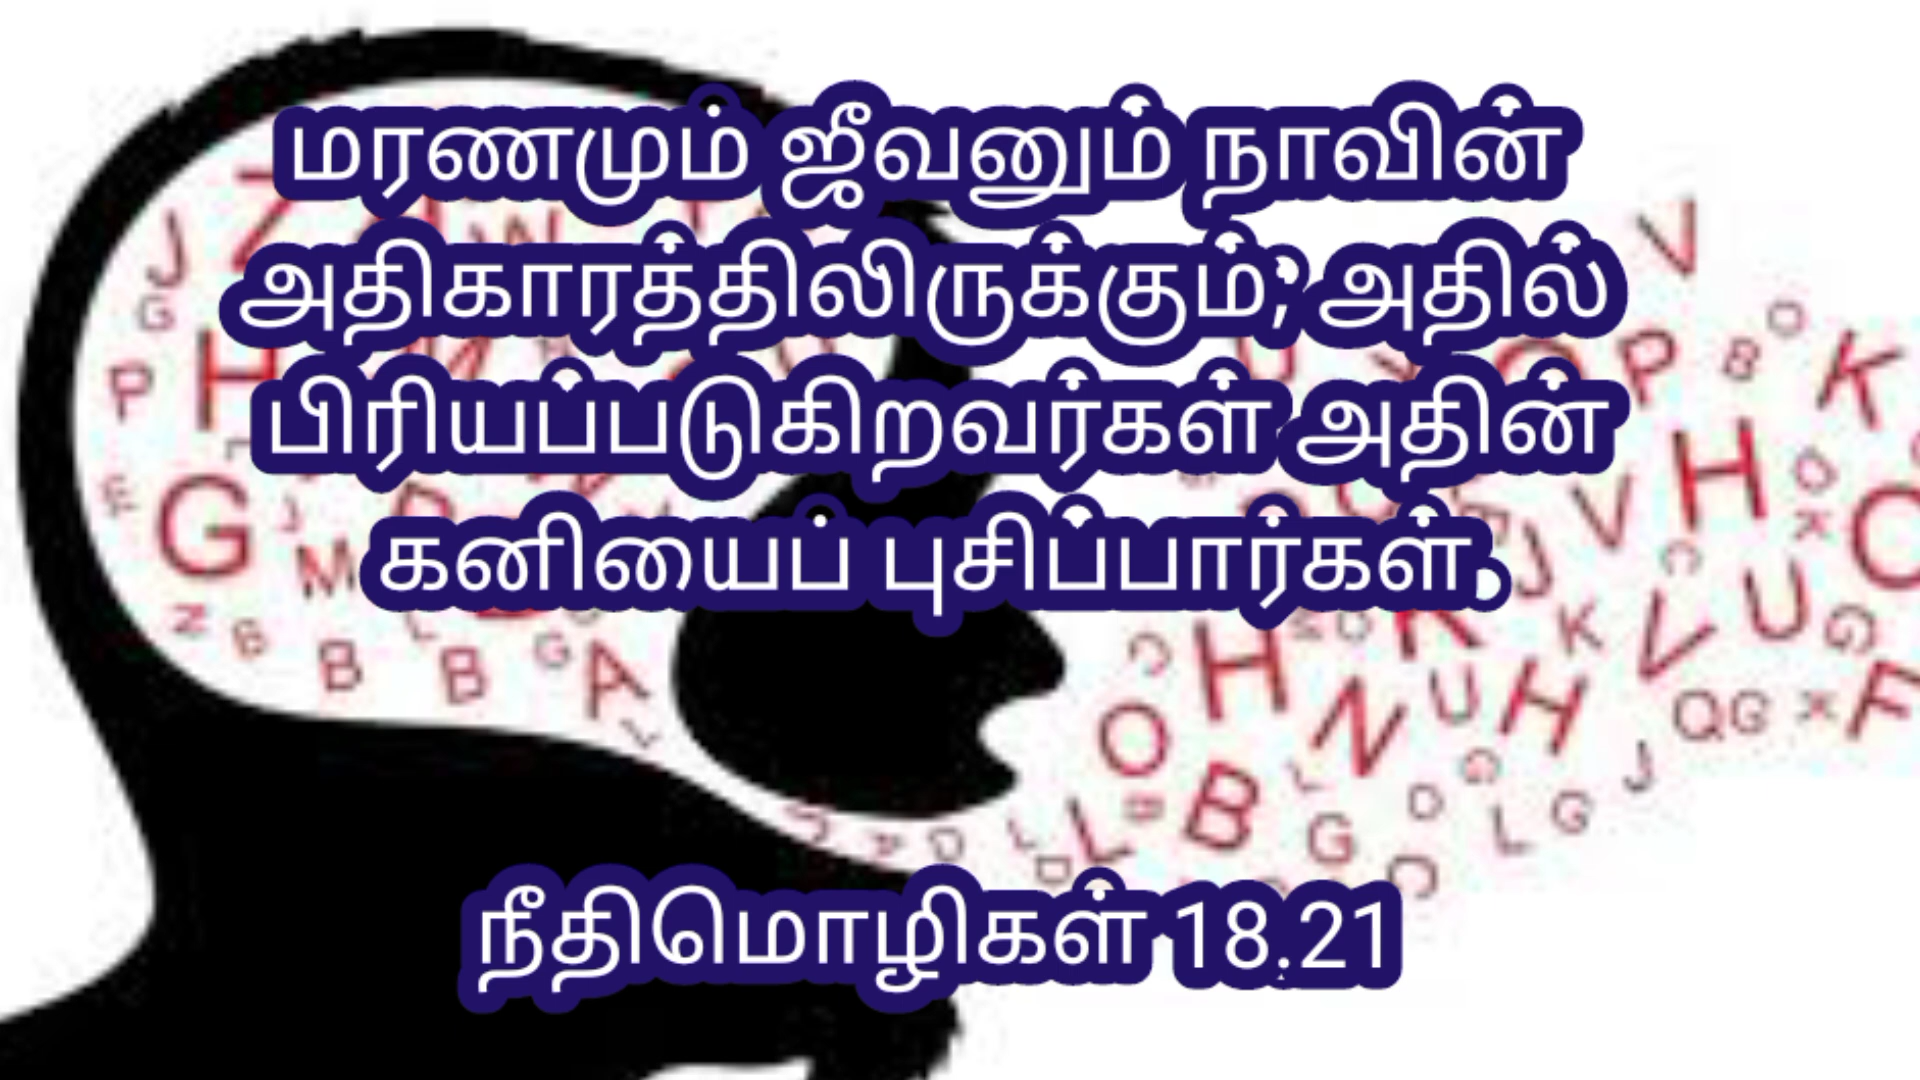 மரணமும் ஜீவனும் நாவின்
அதிகாரத்திலிருக்கும்; அதில்
பிரியப்படுகிறவர்கள் அதின்
கனியைப் புசிப்பார்கள்.
நீதிமொழிகள் 18.21